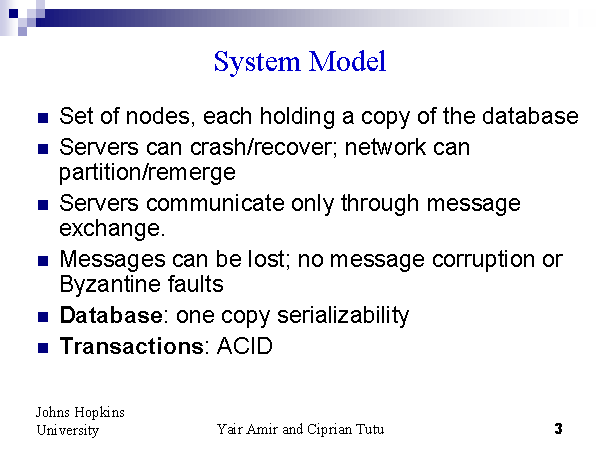 System Model
Set of nodes, each holding a copy of the database
Servers can crash/recover; network can
partition/remerge
Servers communicate only through message
exchange.
Messages can be lost; no message corruption or
Byzantine faults
Database: one copy serializability
Transactions: ACID
Johns Hopkins
University
Yair Amir and Ciprian Tutu
3